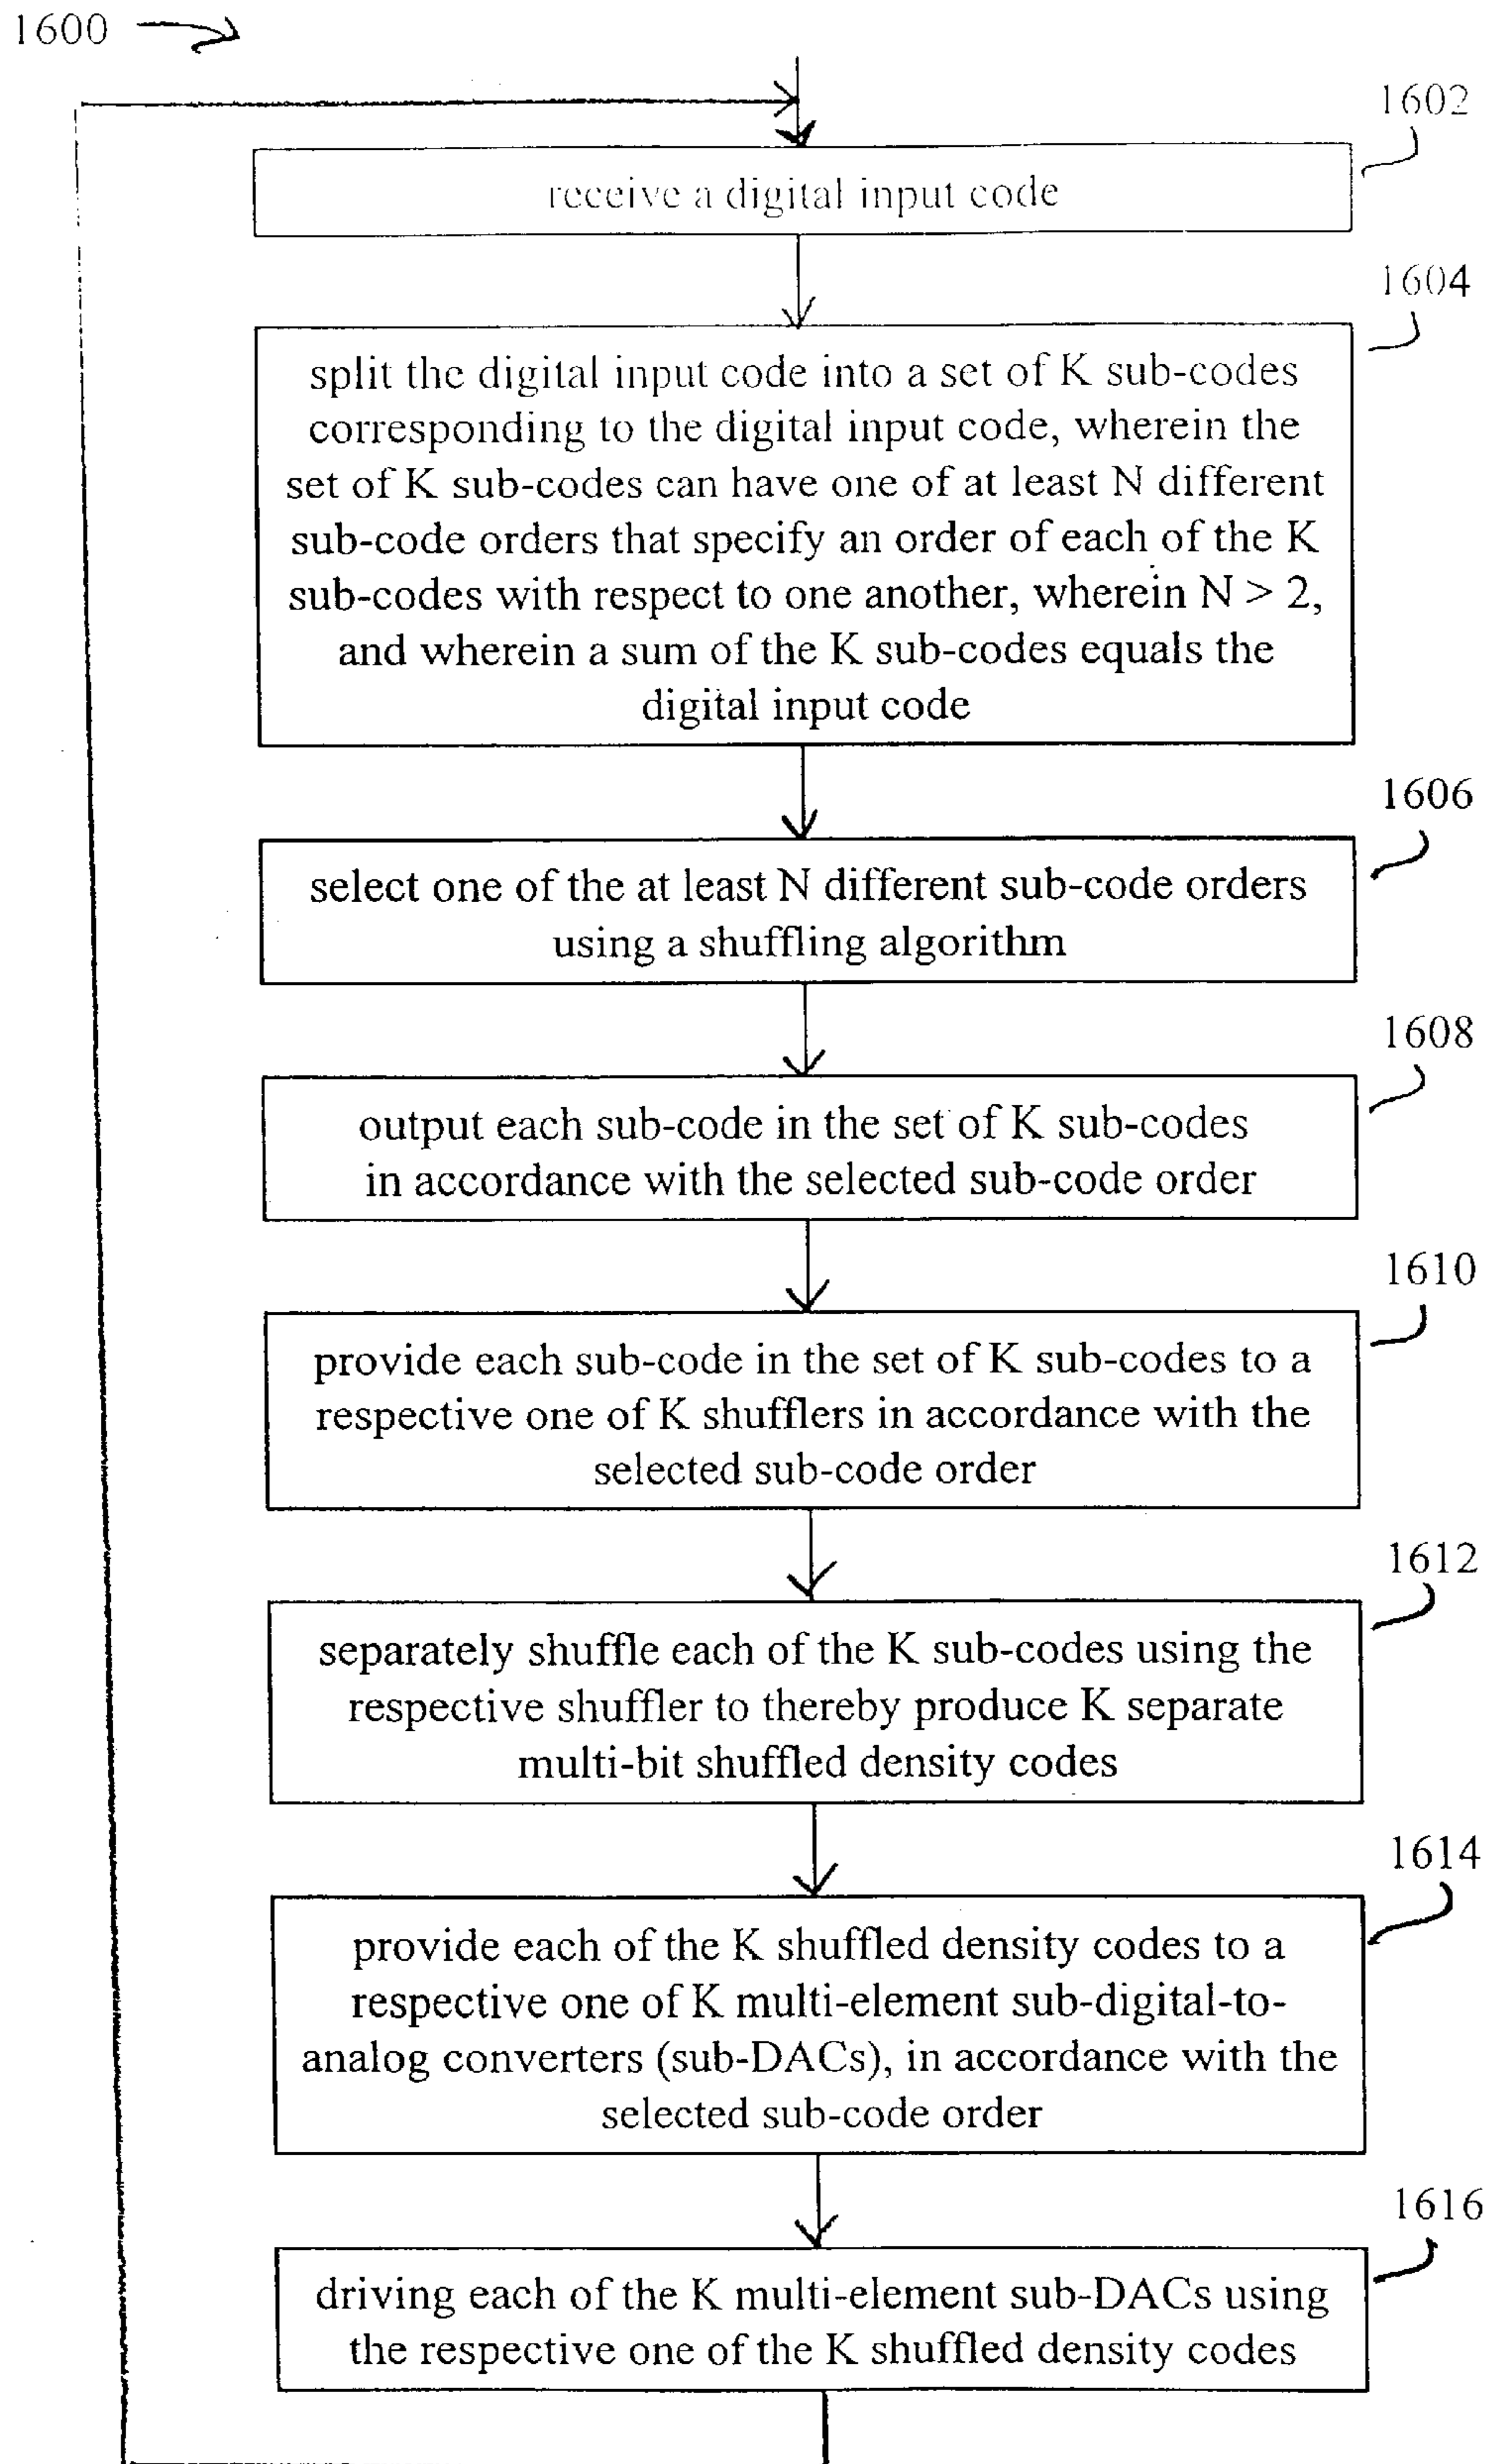 1600
1602
receive a digital input code
1604
split the digital input code into a set of K sub-codes
corresponding to the digital input code, wherein the
set of K sub-codes can have one of at least N different
sub-code orders that specify an order of each of the K
sub-codes with respect to one another, wherein N > 2,
and wherein a sum of the K sub-codes equals the
digital input code
1606
select one of the at least N different sub-code orders
using a shuffling algorithm
1608
output each sub-code in the set of K sub-codes
in accordance with the selected sub-code order
1610
provide each sub-code in the set of K sub-codes to a
respective one of K shufflers in accordance with the
selected sub-code order
1612
separately shuffle each of the K sub-codes using the
respective shuffler to thereby produce K separate
multi-bit shuffled density codes
1614
provide each of the K shuffled density codes to a
respective one of K multi-element sub-digital-to-
analog converters (sub-DACs), in accordance with the
selected sub-code order
1616
driving each of the K multi-element sub-DACs using
the respective one of the K shuffled density codes